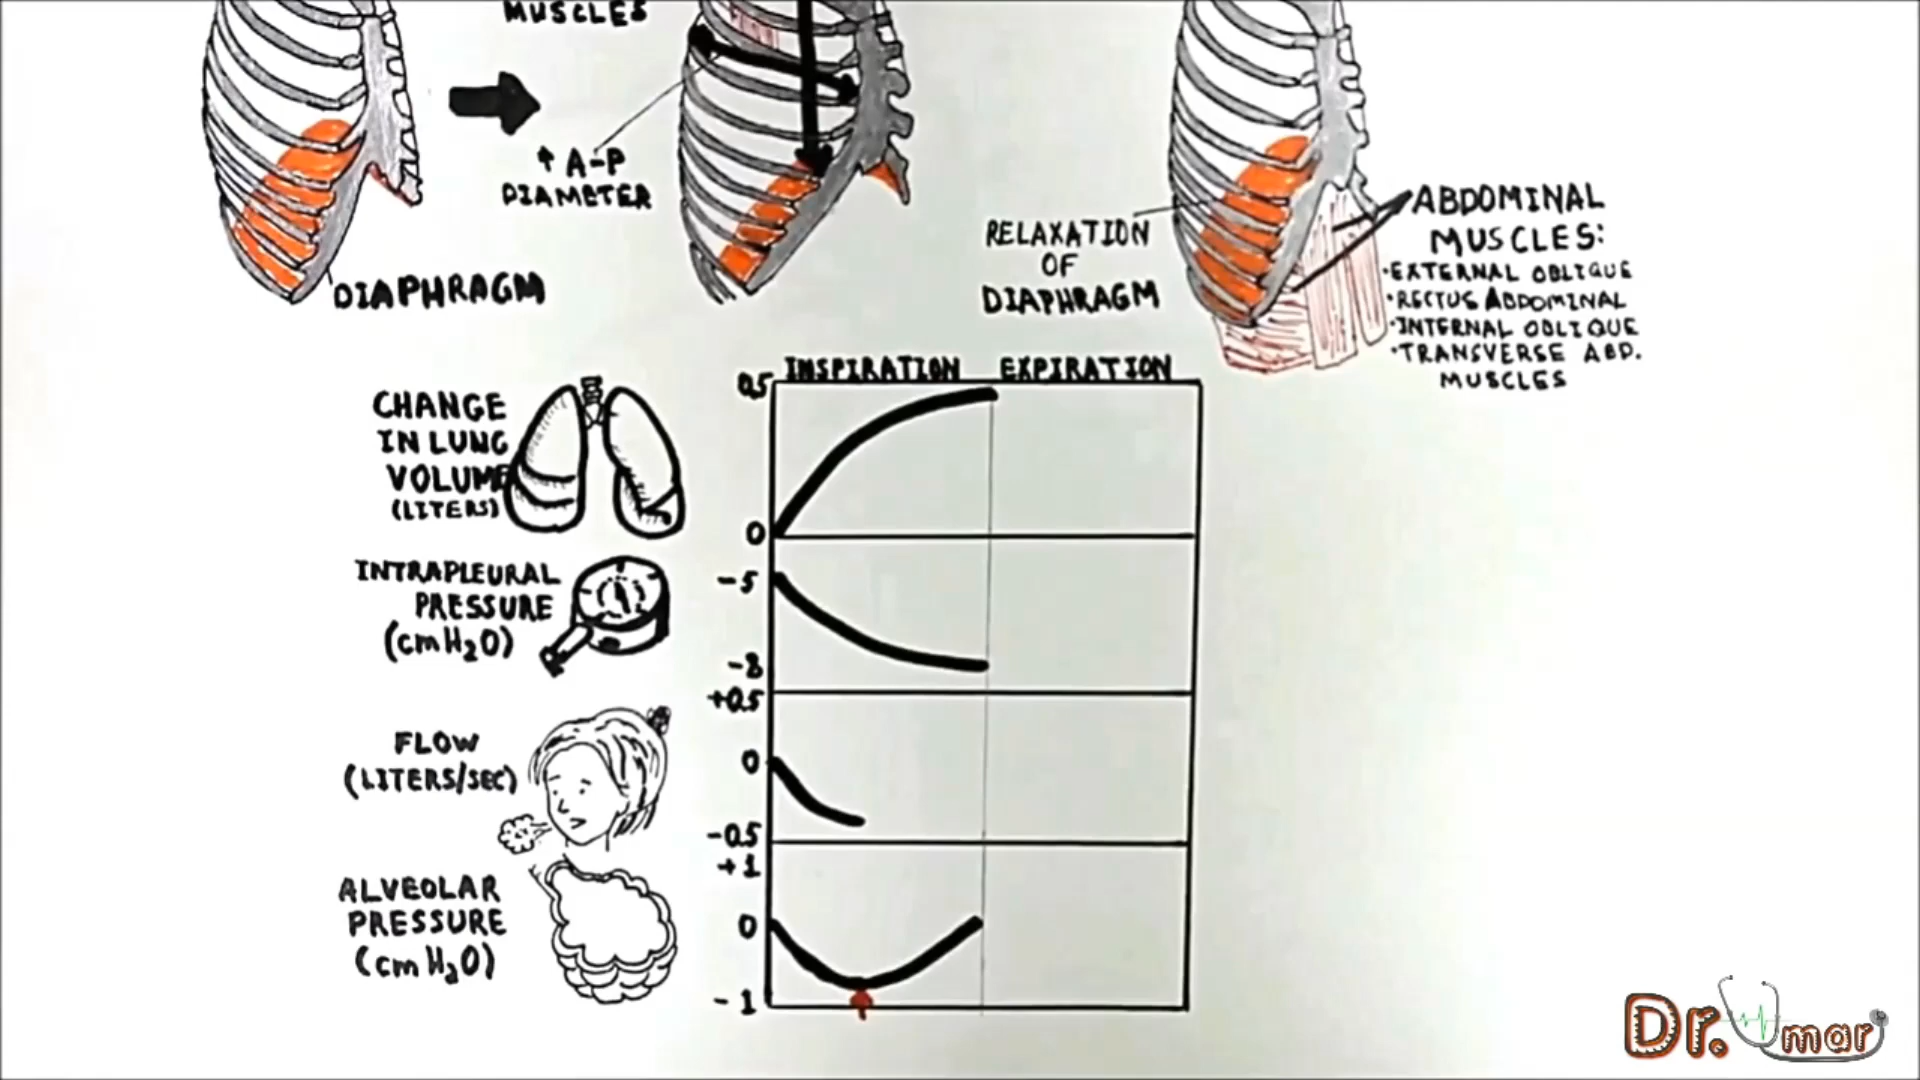 MUSCLES
↑ A-P
DIAMETER
DIAPHRAGM
RELAXATION
OF
DIAPHRAGM
ABDOMINAL
MUSCLES:
•EXTERNAL OBLIQUE
•RECTUS ABDOMINAL
•INTERNAL OBLIQUE
•TRANSVERSE ABD.
MUSCLES
INSPIRATION EXPIRATION
CHANGE
IN LUNG
VOLUME
(LITERS)
0.5
0
INTRAPLEURAL
PRESSURE
(cmH₂O)
-5
-8
FLOW
(LITERS/SEC)
+0.5
0
-0.5
ALVEOLAR
PRESSURE
(cmH₂O)
+1
0
-1
Dr. Umar